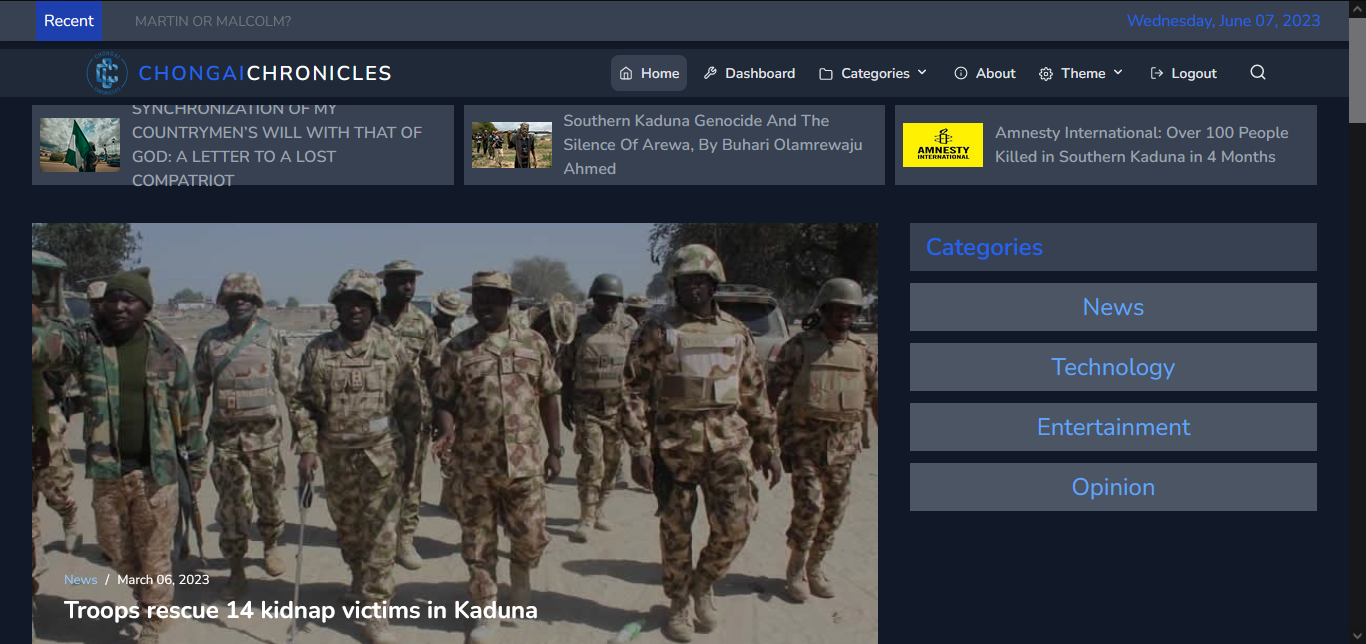 Recent
MARTIN OR MALCOLM?
Wednesday, June 07, 2023
CHONGAICHRONICLES
Home
Dashboard
Categories
About
Theme
Logout
SYNCHRONIZATION OF MY
COUNTRYMEN'S WILL WITH THAT OF
GOD: A LETTER TO A LOST
COMPATRIOT
Southern Kaduna Genocide And The
Silence Of Arewa, By Buhari Olamrewaju
Ahmed
AMNESTY
INTERNATIONAL
Amnesty International: Over 100 People
Killed in Southern Kaduna in 4 Months
News / March 06, 2023
Troops rescue 14 kidnap victims in Kaduna
Categories
News
Technology
Entertainment
Opinion